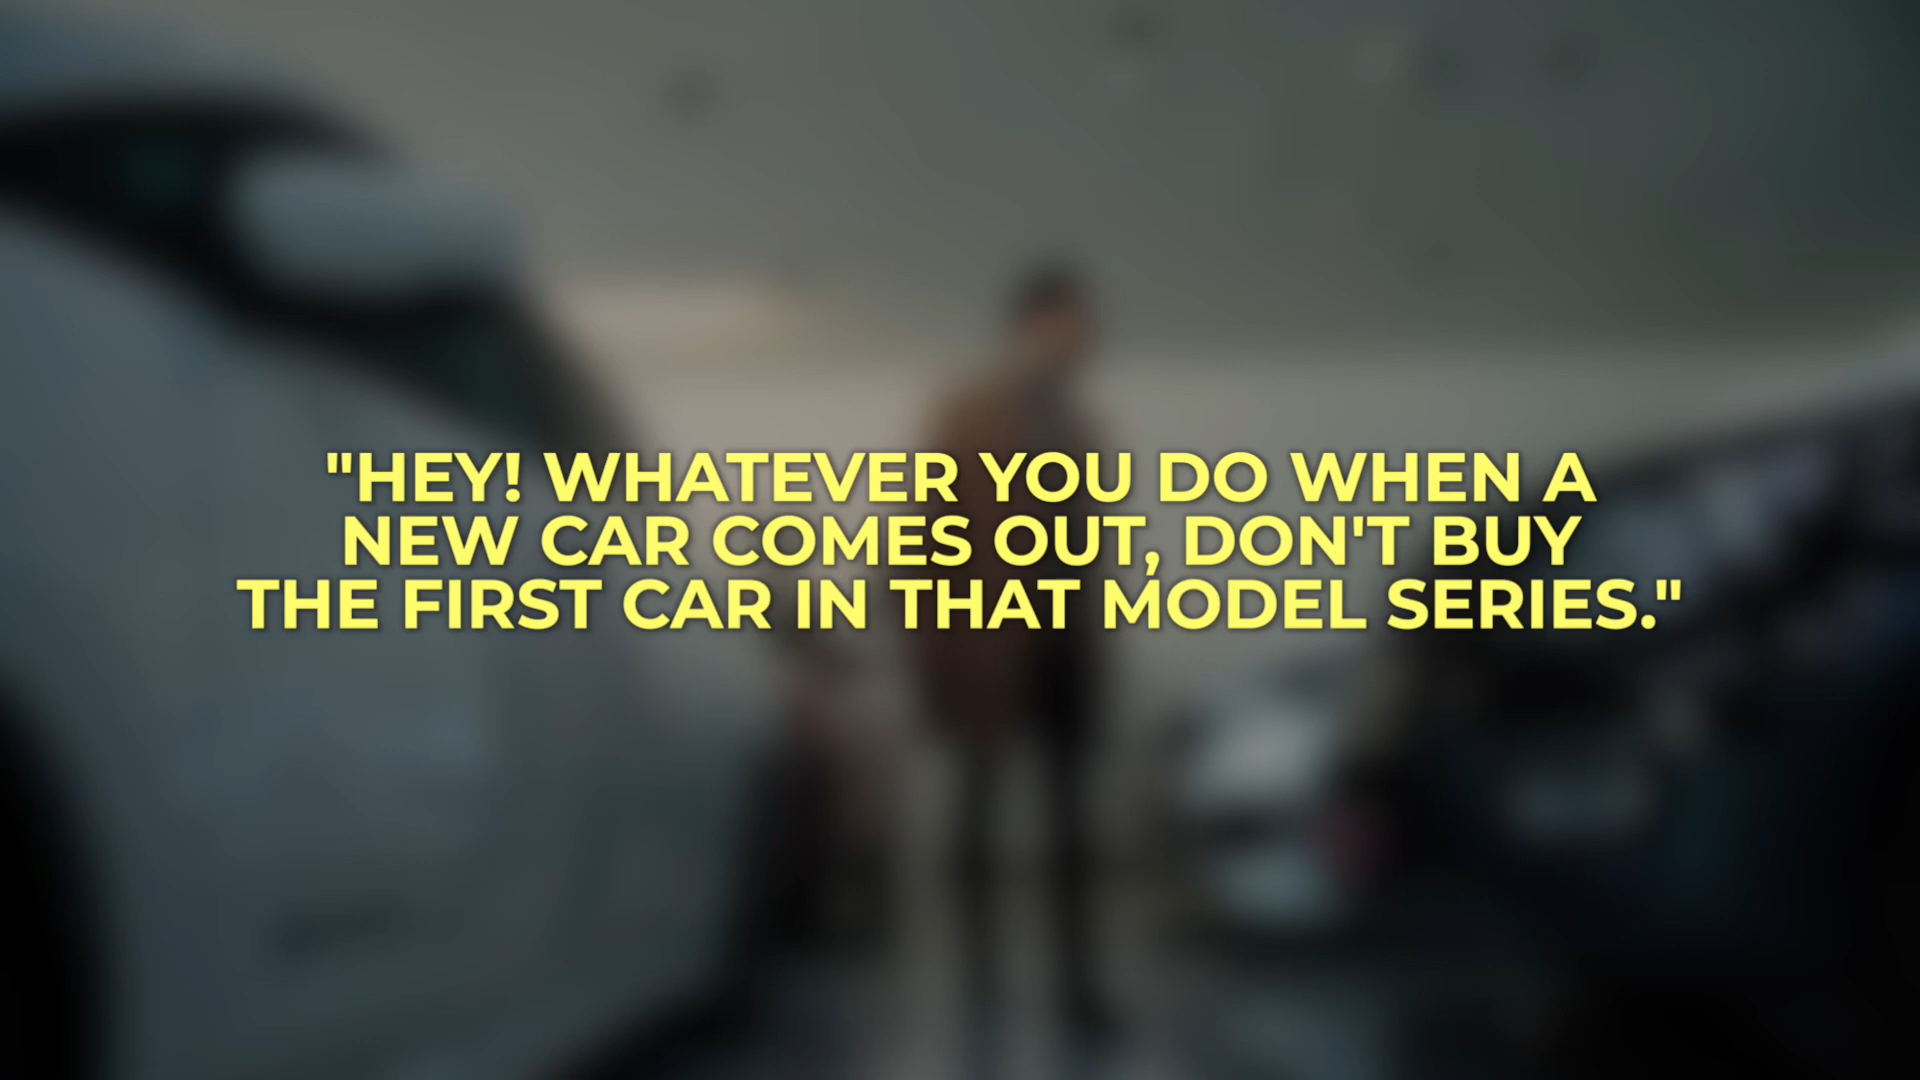 "HEY! WHATEVER YOU DO WHEN A
NEW CAR COMES OUT, DON'T BUY
THE FIRST CAR IN THAT MODEL SERIES."